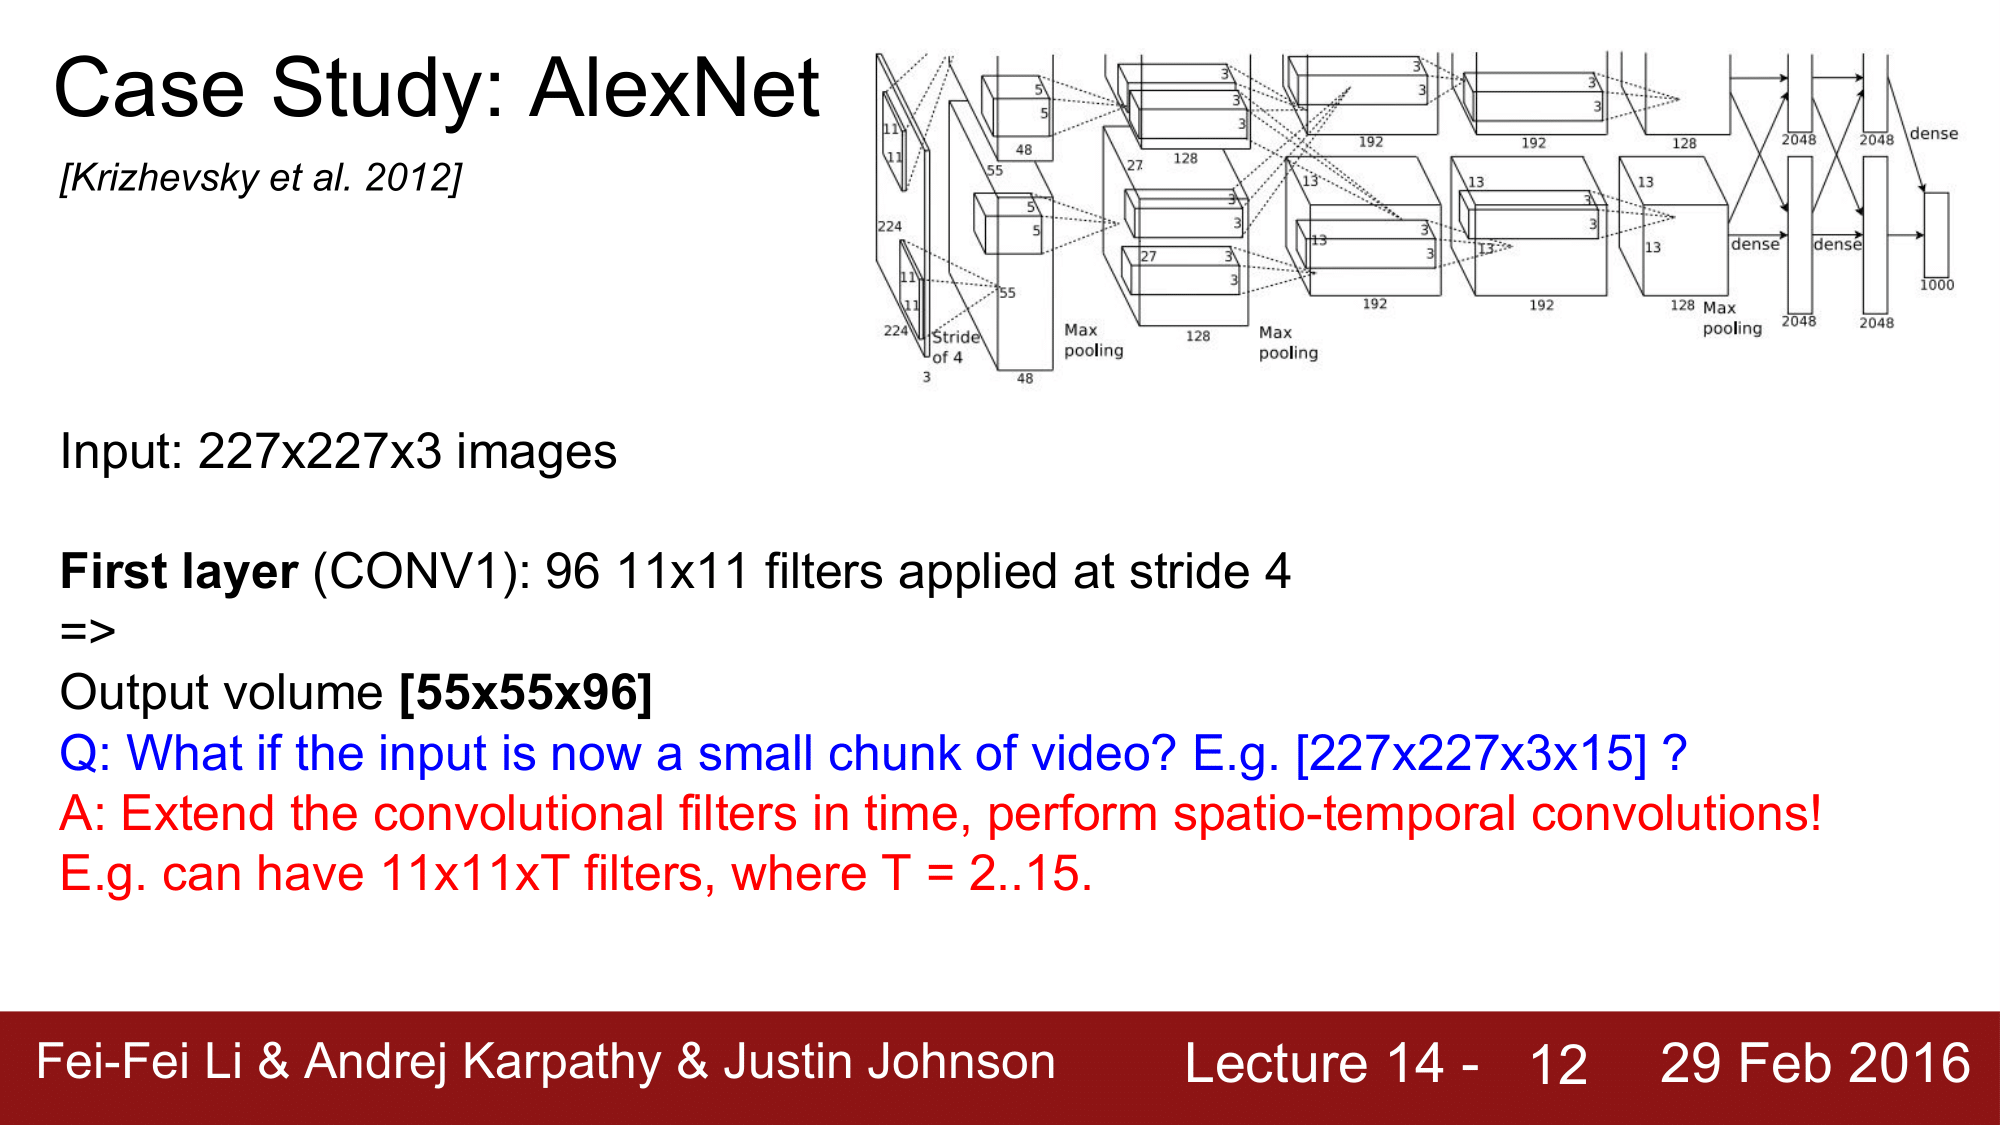 Case Study: AlexNet
[Krizhevsky et al. 2012]
11
11
224
11
11
224
3
Stride
of 4
55
5
5
48
5
5
55
48
Max
pooling
27
3
3
3
3
128
3
3
27
3
3
128
Max
pooling
3
3
192
13
13
3
3
192
3
3
192
13
3
3
13
192
128
13
13
128
Max
pooling
2048
2048
dense
dense
dense
2048
2048
1000
Input: 227x227x3 images
First layer (CONV1): 96 11x11 filters applied at stride 4
=>
Output volume [55x55x96]
Q: What if the input is now a small chunk of video? E.g. [227x227x3x15] ?
A: Extend the convolutional filters in time, perform spatio-temporal convolutions!
E.g. can have 11x11xT filters, where T = 2..15.
Fei-Fei Li & Andrej Karpathy & Justin Johnson
Lecture 14 - 12
29 Feb 2016